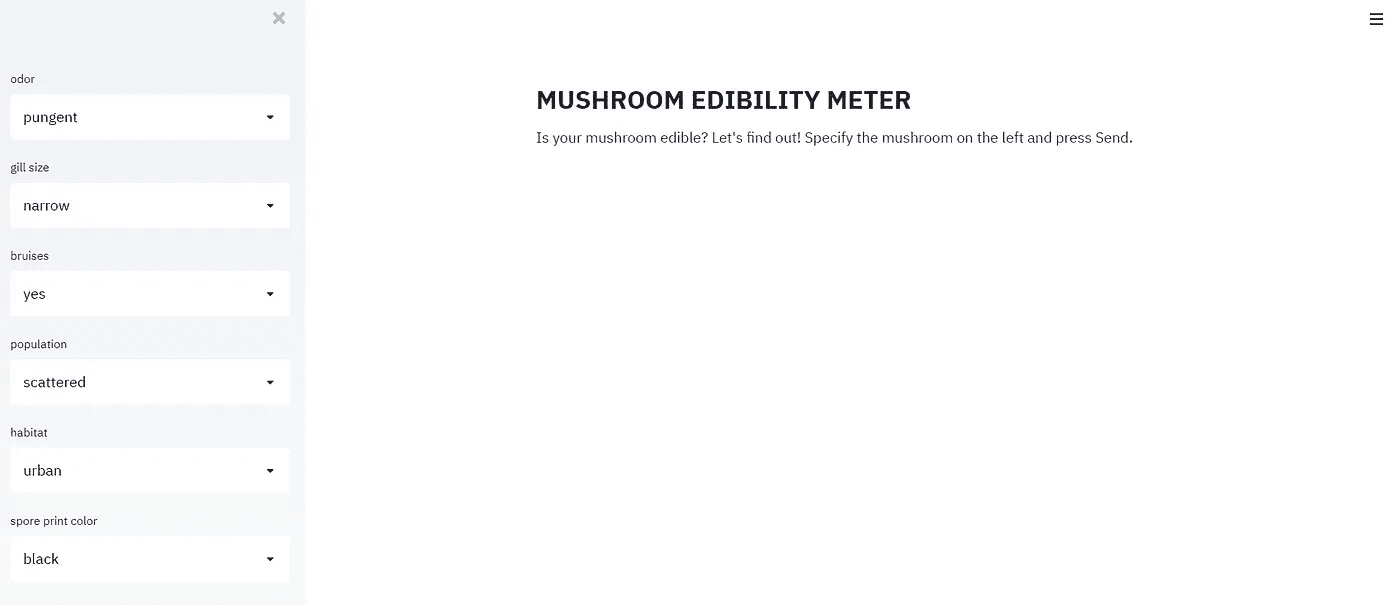 odor
pungent
gill size
narrow
bruises
yes
population
scattered
habitat
urban
spore print color
black
MUSHROOM EDIBILITY METER
Is your mushroom edible? Let's find out! Specify the mushroom on the left and press Send.